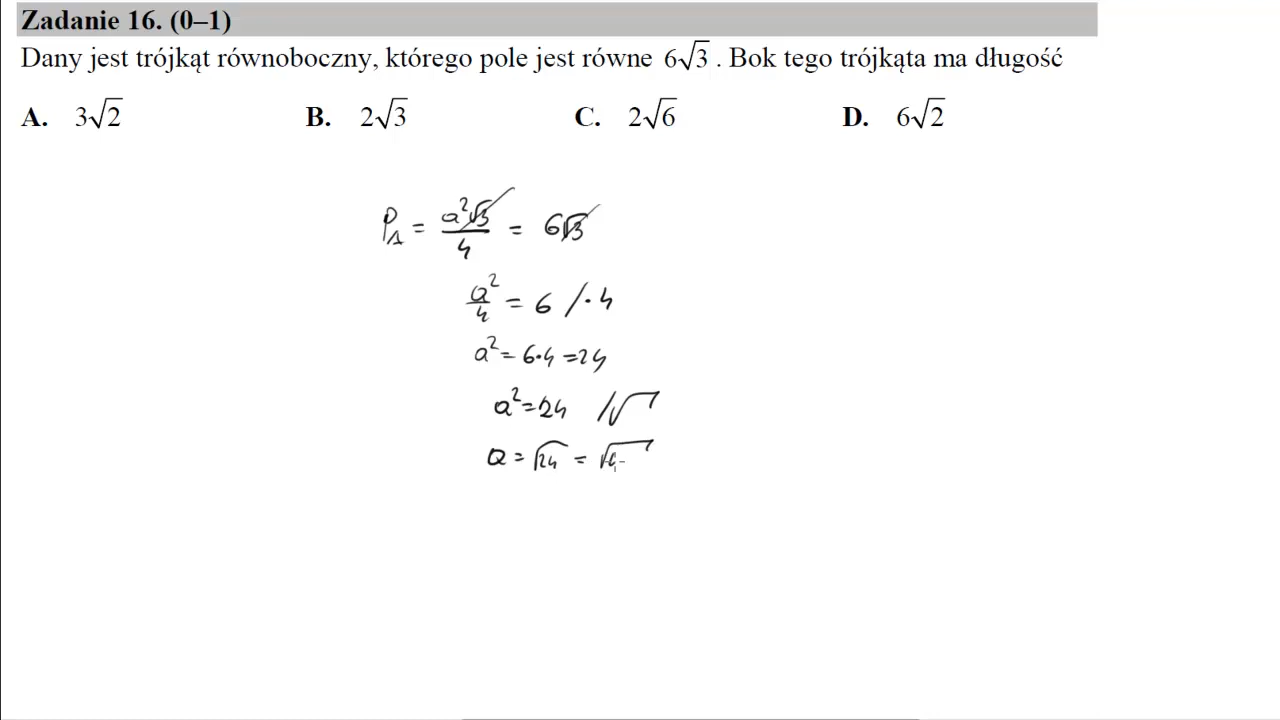 Zadanie 16. (0–1)
Dany jest trójkąt równoboczny, którego pole jest równe 6√3 . Bok tego trójkąta ma długość
A. 3√2 B. 2√3 C. 2√6 D. 6√2
P△ = a²√3/4 = 6√3
a²/4 = 6 /·4
a² = 6·4 = 24
a² = 24 /√
a = √24 = √4·